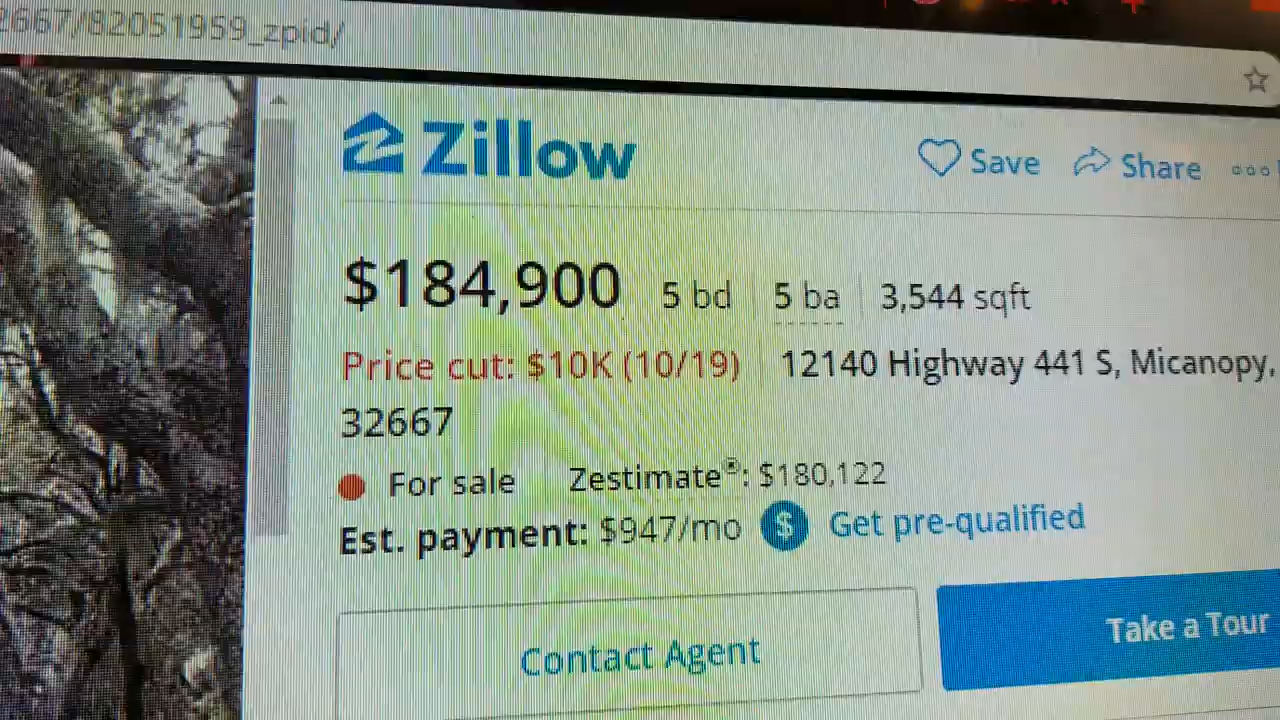 2667/82051959_zpid/
Zillow
Save Share
$184,900 5 bd 5 ba 3,544 sqft
Price cut: $10K (10/19) 12140 Highway 441 S, Micanopy,
32667
For sale Zestimate®: $180,122
Est. payment: $947/mo $ Get pre-qualified
Contact Agent Take a Tour